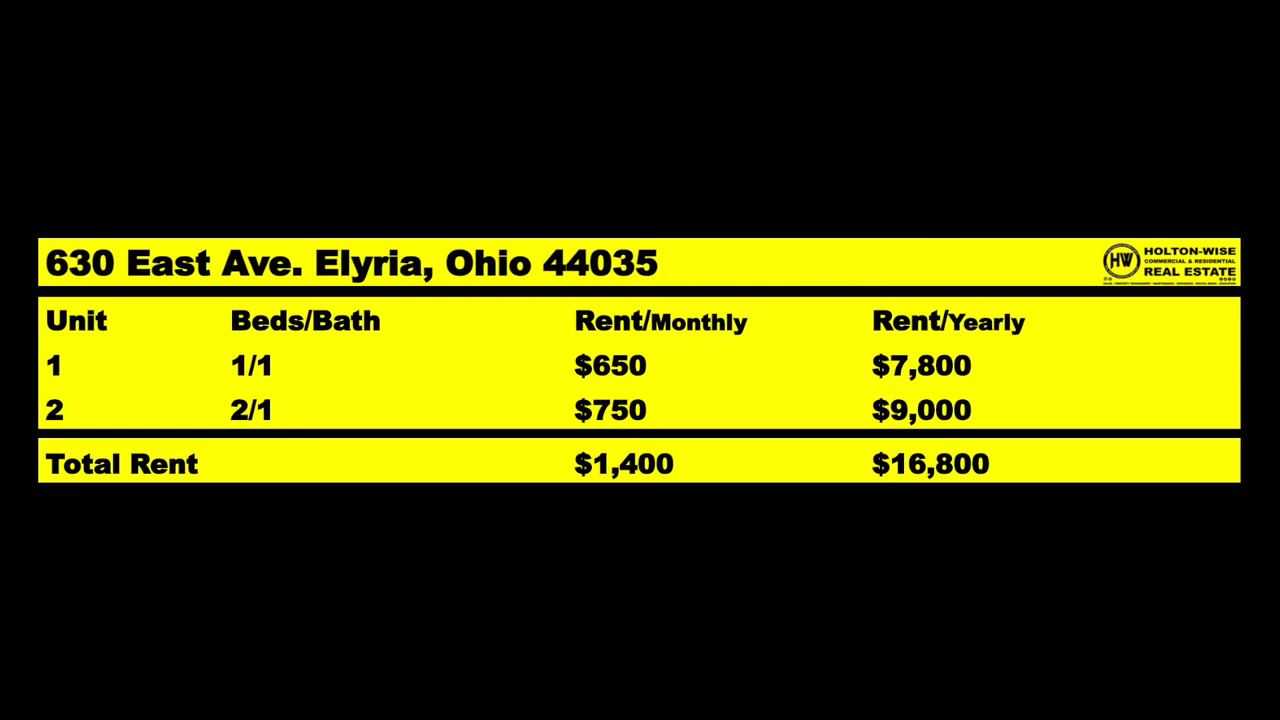 630 East Ave. Elyria, Ohio 44035
HW
HOLTON-WISE
COMMERCIAL & RESIDENTIAL
REAL ESTATE
Unit Beds/Bath Rent/Monthly Rent/Yearly
1 1/1 $650 $7,800
2 2/1 $750 $9,000
Total Rent $1,400 $16,800